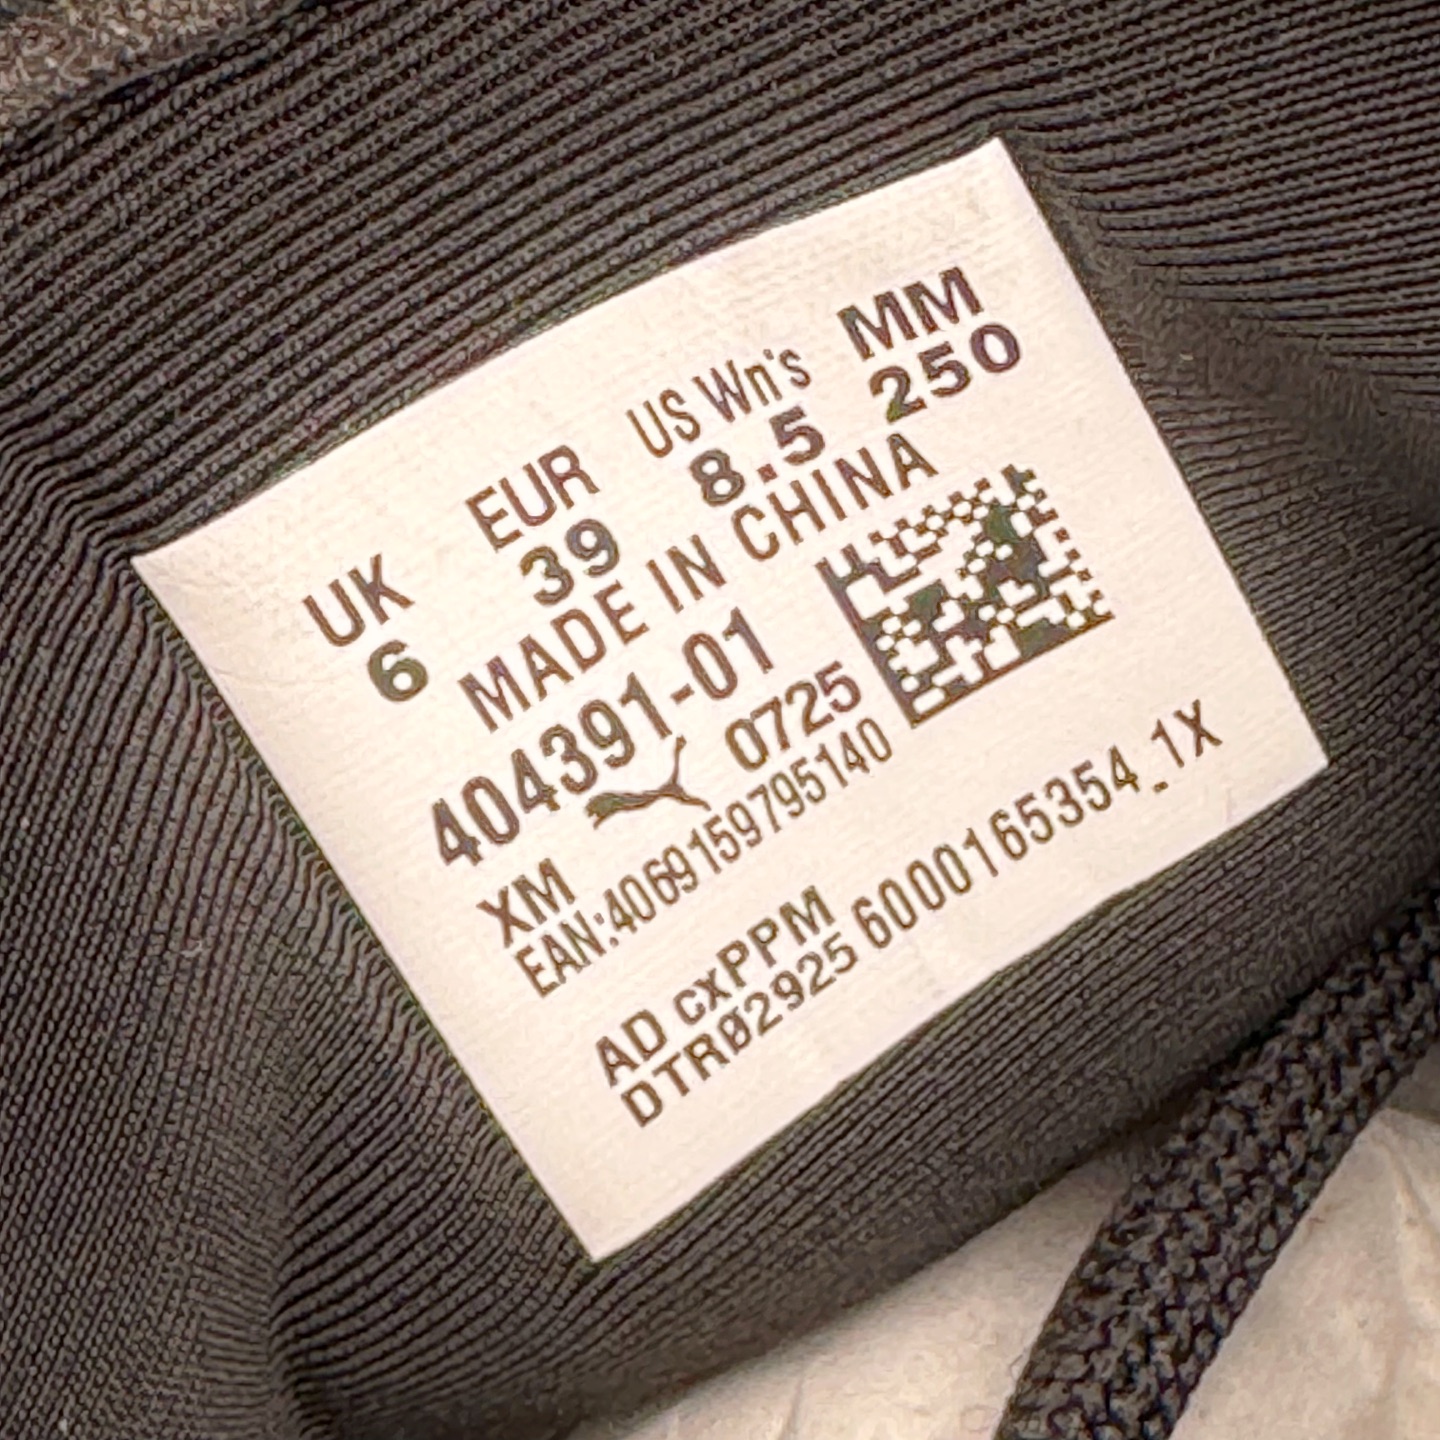 UK EUR US Wn's MM
6 39 8.5 250
MADE IN CHINA
404391-01
0725
XM
EAN:4069159795140
AD cxPPM
DTR02925 6000165354_1X